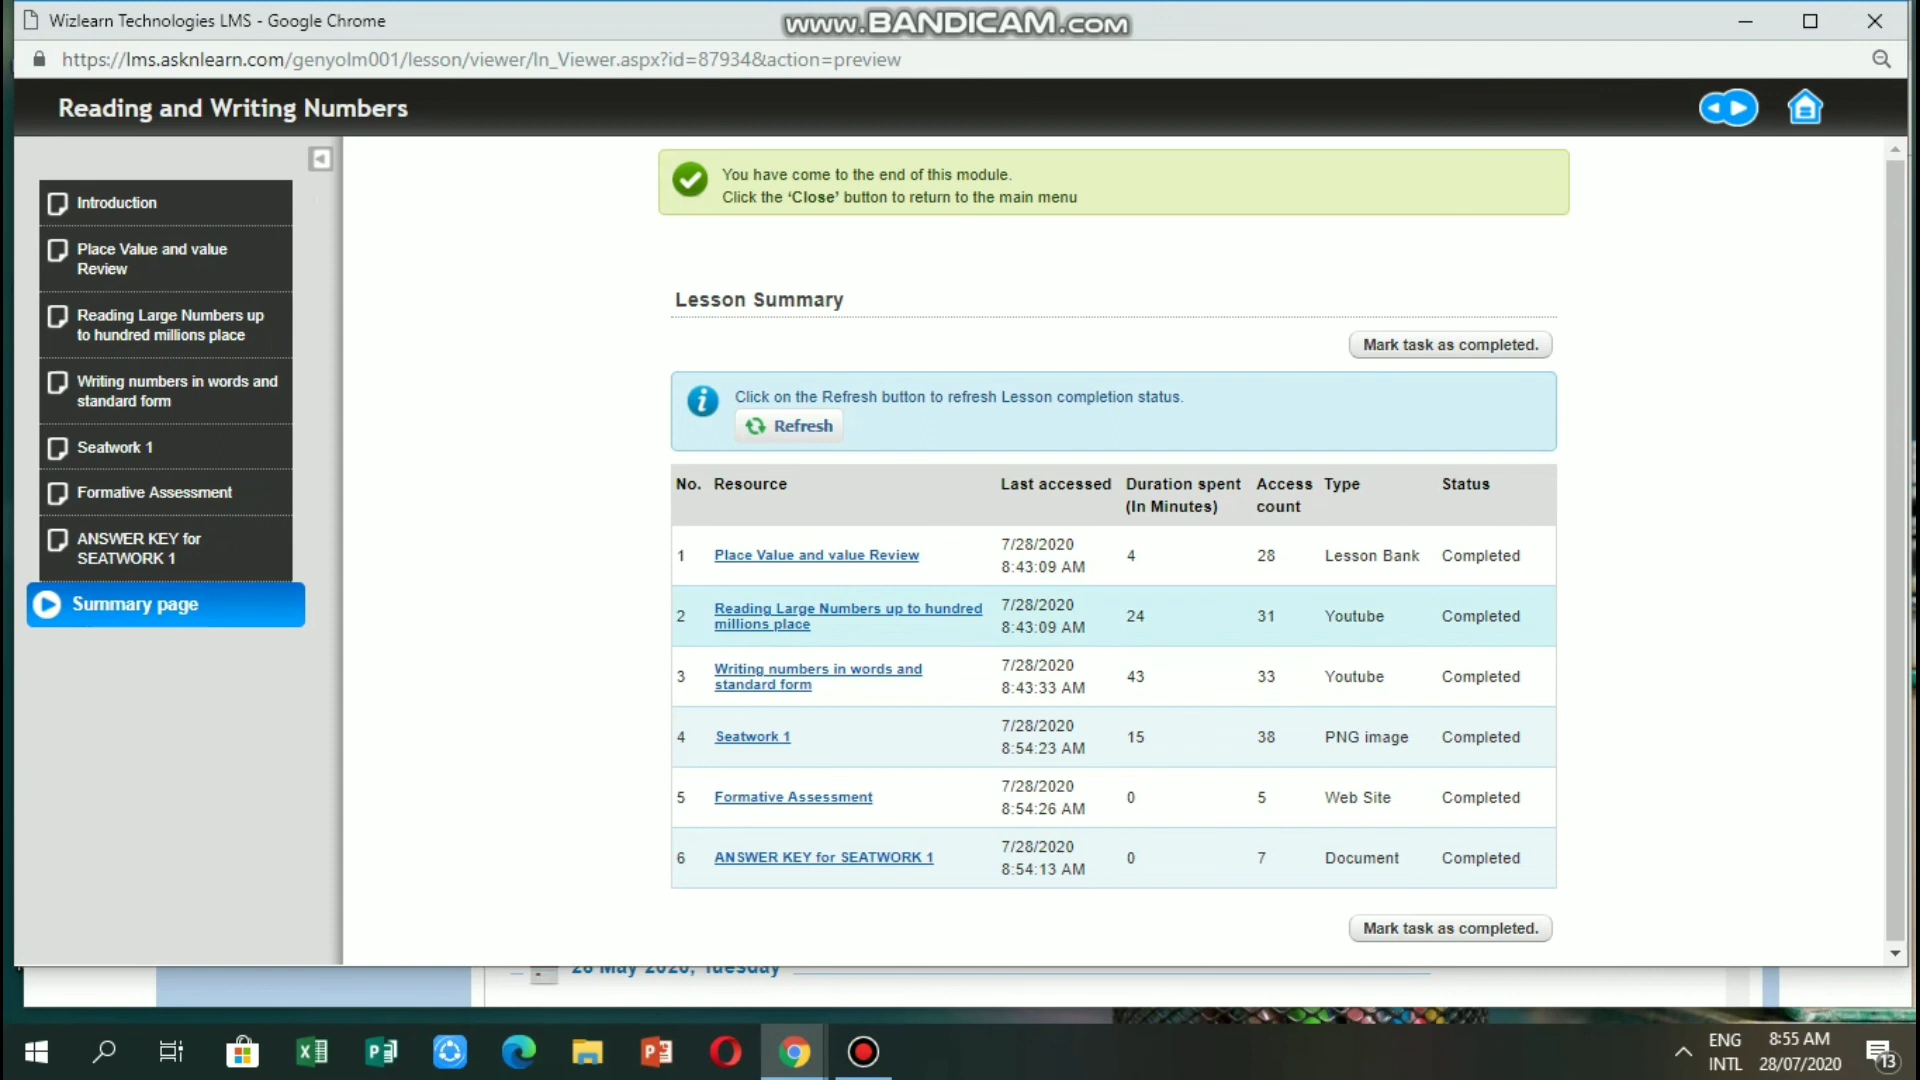 Wizlearn Technologies LMS - Google Chrome
www.BANDICAM.com
https://lms.asknlearn.com/genyolm001/lesson/viewer/ln_Viewer.aspx?id=87934&action=preview
Reading and Writing Numbers
Introduction
Place Value and value
Review
Reading Large Numbers up
to hundred millions place
Writing numbers in words and
standard form
Seatwork 1
Formative Assessment
ANSWER KEY for
SEATWORK 1
Summary page
You have come to the end of this module.
Click the ‘Close’ button to return to the main menu
Lesson Summary
Mark task as completed.
Click on the Refresh button to refresh Lesson completion status.
Refresh
No. Resource Last accessed Duration spent (In Minutes) Access count Type Status
1 Place Value and value Review 7/28/2020 8:43:09 AM 4 28 Lesson Bank Completed
2 Reading Large Numbers up to hundred millions place 7/28/2020 8:43:09 AM 24 31 Youtube Completed
3 Writing numbers in words and standard form 7/28/2020 8:43:33 AM 43 33 Youtube Completed
4 Seatwork 1 7/28/2020 8:54:23 AM 15 38 PNG image Completed
5 Formative Assessment 7/28/2020 8:54:26 AM 0 5 Web Site Completed
6 ANSWER KEY for SEATWORK 1 7/28/2020 8:54:13 AM 0 7 Document Completed
Mark task as completed.
May 2020, Tuesday
ENG
INTL
8:55 AM
28/07/2020
13